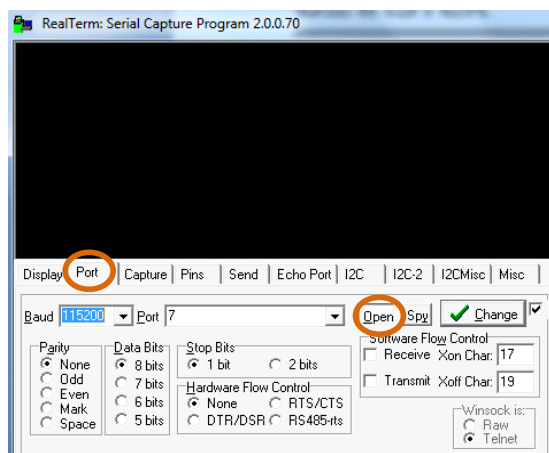 RealTerm: Serial Capture Program 2.0.0.70
Display Port Capture Pins Send Echo Port I2C I2C-2 I2CMisc Misc
Baud 115200 Port 7 Open Spy Change
Parity
None
Odd
Even
Mark
Space
Data Bits
8 bits
7 bits
6 bits
5 bits
Stop Bits
1 bit 2 bits
Hardware Flow Control
None RTS/CTS
DTR/DSR RS485-rts
Software Flow Control
Receive Xon Char: 17
Transmit Xoff Char: 19
Winsock is:
Raw
Telnet